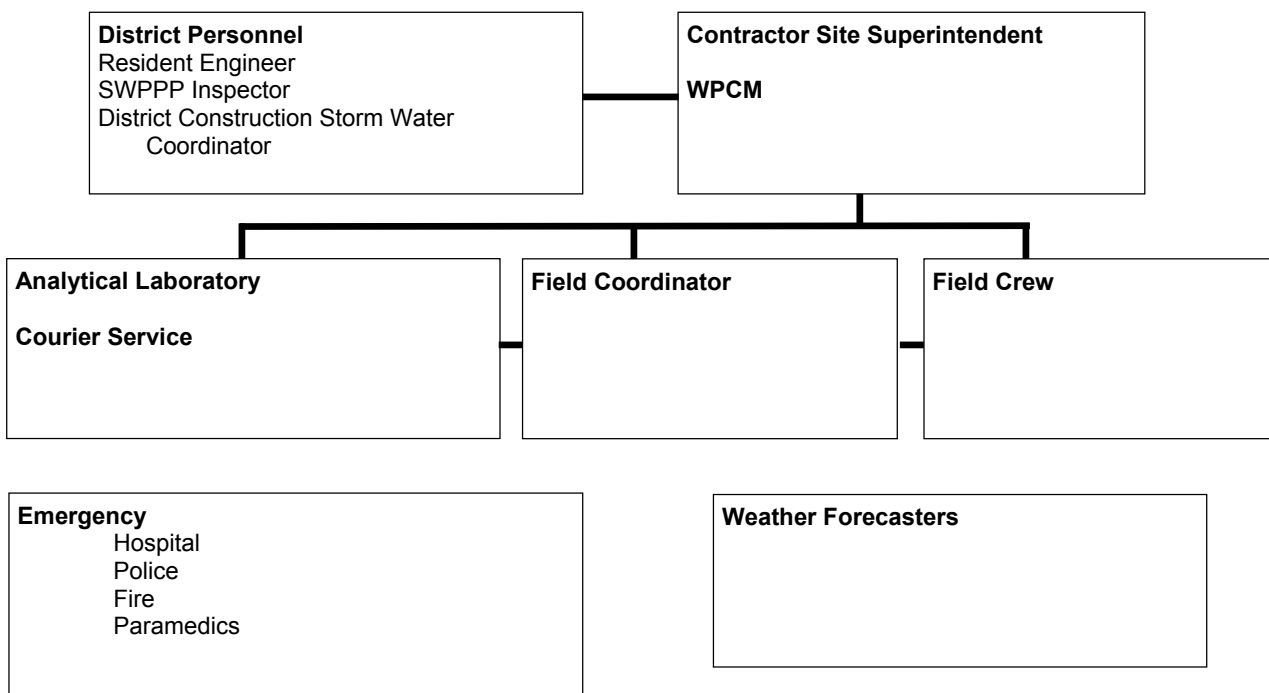 District Personnel
Resident Engineer
SWPPP Inspector
District Construction Storm Water
Coordinator
Contractor Site Superintendent
WPCM
Analytical Laboratory
Courier Service
Field Coordinator
Field Crew
Emergency
Hospital
Police
Fire
Paramedics
Weather Forecasters